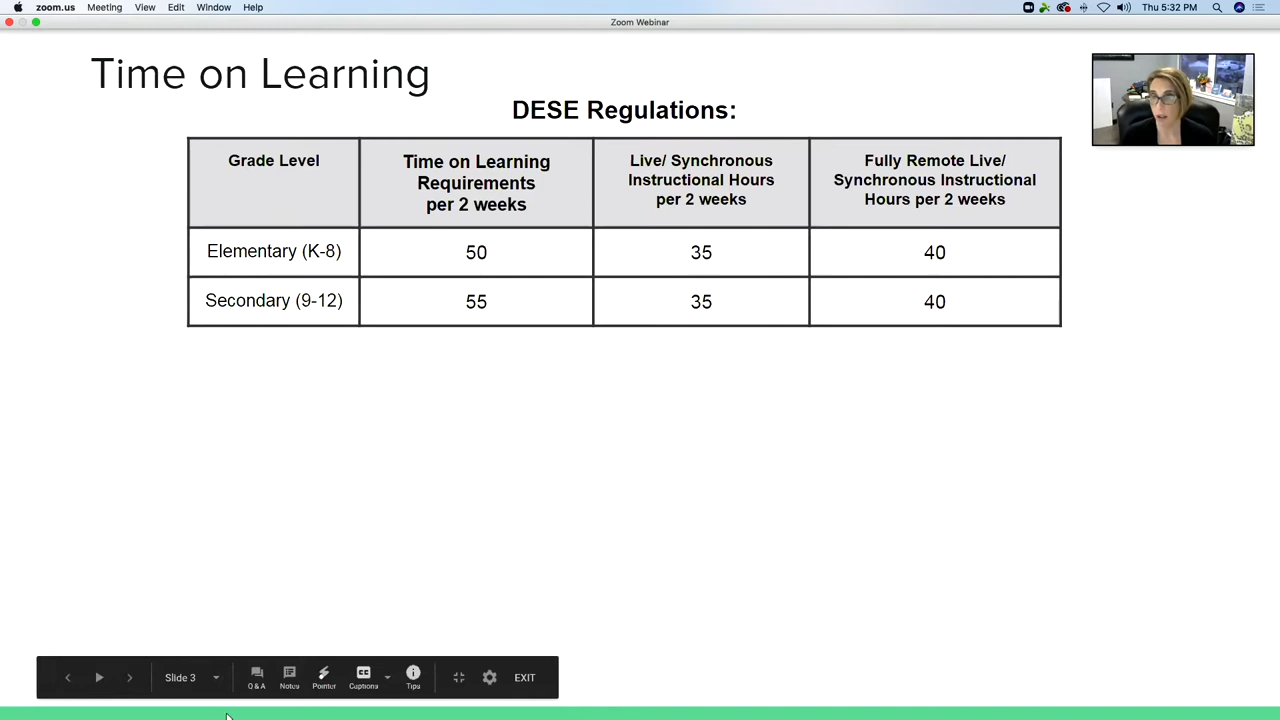 zoom.us Meeting View Edit Window Help Thu 5:32 PM
Zoom Webinar
Time on Learning
DESE Regulations:
Grade Level
Time on Learning
Requirements
per 2 weeks
Live/ Synchronous
Instructional Hours
per 2 weeks
Fully Remote Live/
Synchronous Instructional
Hours per 2 weeks
Elementary (K-8) 50 35 40
Secondary (9-12) 55 35 40
Slide 3 Q & A Notes Pointer CC Captions Tips EXIT